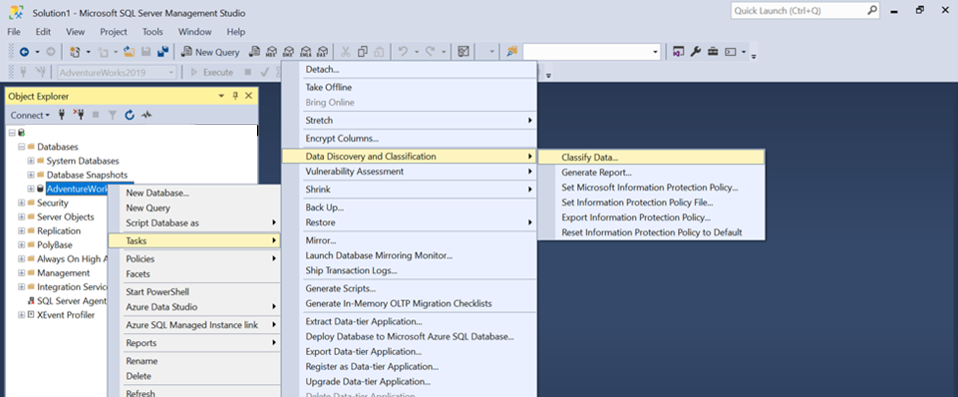 Solution1 - Microsoft SQL Server Management Studio
Quick Launch (Ctrl+Q)
File Edit View Project Tools Window Help
New Query
AdventureWorks2019
Execute
Object Explorer
Connect
Databases
System Databases
Database Snapshots
AdventureWor
Security
Server Objects
Replication
PolyBase
Always On High A
Management
Integration Service
SQL Server Agent
XEvent Profiler
New Database...
New Query
Script Database as
Tasks
Policies
Facets
Start PowerShell
Azure Data Studio
Azure SQL Managed Instance link
Reports
Rename
Delete
Refresh
Detach...
Take Offline
Bring Online
Stretch
Encrypt Columns...
Data Discovery and Classification
Vulnerability Assessment
Shrink
Back Up...
Restore
Mirror...
Launch Database Mirroring Monitor...
Ship Transaction Logs...
Generate Scripts...
Generate In-Memory OLTP Migration Checklists
Extract Data-tier Application...
Deploy Database to Microsoft Azure SQL Database...
Export Data-tier Application...
Register as Data-tier Application...
Upgrade Data-tier Application...
Delete Data-tier Application
Classify Data...
Generate Report...
Set Microsoft Information Protection Policy...
Set Information Protection Policy File...
Export Information Protection Policy...
Reset Information Protection Policy to Default